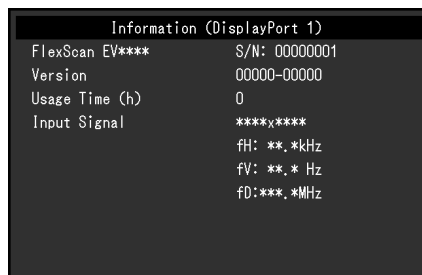 Information (DisplayPort 1)
FlexScan EV**** S/N: 00000001
Version 00000-00000
Usage Time (h) 0
Input Signal ****x****
fH: **.*kHz
fV: **.* Hz
fD:***.*MHz